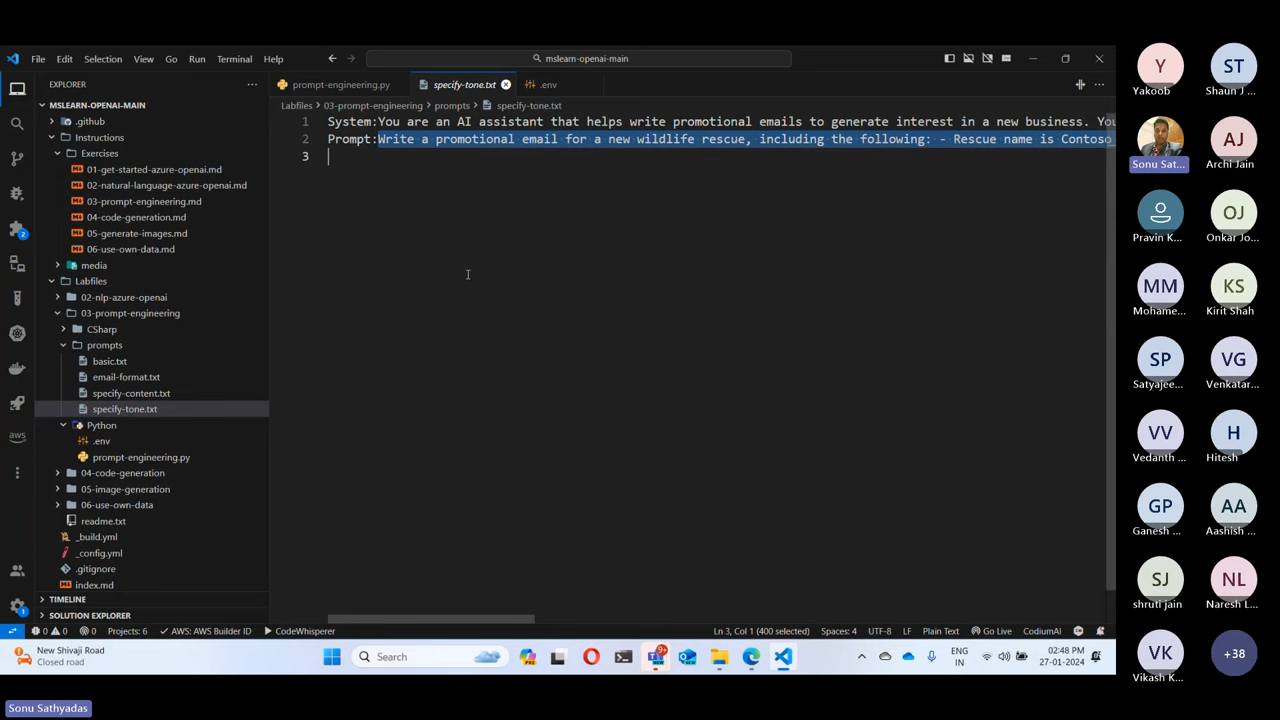 File Edit Selection View Go Run Terminal Help
mslearn-openai-main
EXPLORER
prompt-engineering.py
specify-tone.txt
.env
MSLEARN-OPENAI-MAIN
Labfiles > 03-prompt-engineering > prompts > specify-tone.txt
.github
Instructions
Exercises
01-get-started-azure-openai.md
02-natural-language-azure-openai.md
03-prompt-engineering.md
04-code-generation.md
05-generate-images.md
06-use-own-data.md
media
Labfiles
02-nlp-azure-openai
03-prompt-engineering
CSharp
prompts
basic.txt
email-format.txt
specify-content.txt
specify-tone.txt
Python
.env
prompt-engineering.py
04-code-generation
05-image-generation
06-use-own-data
readme.txt
_build.yml
_config.yml
.gitignore
index.md
TIMELINE
SOLUTION EXPLORER
1 System:You are an AI assistant that helps write promotional emails to generate interest in a new business. You
2 Prompt:Write a promotional email for a new wildlife rescue, including the following: - Rescue name is Contoso
3
aws
2
1
0 0 0 Projects: 6 AWS: AWS Builder ID CodeWhisperer
Ln 3, Col 1 (400 selected) Spaces: 4 UTF-8 LF Plain Text Go Live CodiumAI
New Shivaji Road
Closed road
Search
NEW
9+
ENG
IN
02:48 PM
27-01-2024
Sonu Sathyadas
Y
Yakoob
ST
Shaun J ...
Sonu Sat...
AJ
Archi Jain
Pravin K...
OJ
Onkar Jo...
MM
Mohame...
KS
Kirit Shah
SP
Satyajee...
VG
Venkatar...
VV
Vedanth ...
H
Hitesh
GP
Ganesh ...
AA
Aashish ...
SJ
shruti jain
NL
Naresh L...
VK
Vikash K...
+38